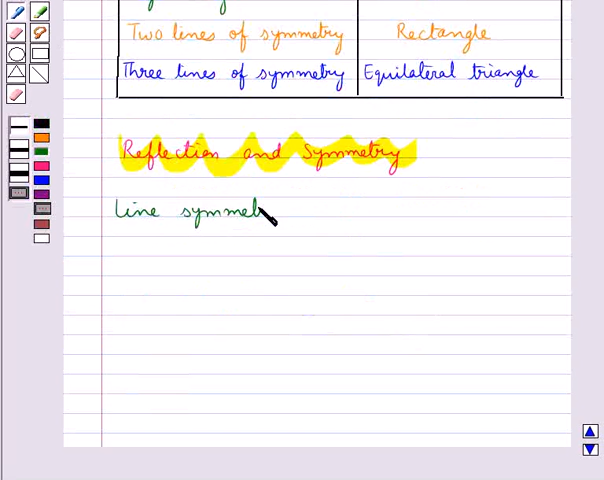 Two lines of symmetry Rectangle
Three lines of symmetry Equilateral triangle
Reflection and Symmetry
Line symmet